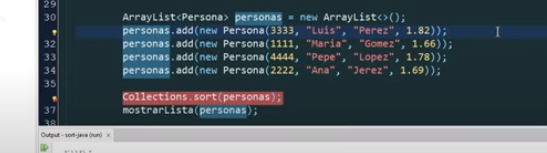 29
30 ArrayList<Persona> personas = new ArrayList<>();
personas.add(new Persona(3333, "Luis", "Perez", 1.82));
32 personas.add(new Persona(1111, "Maria", "Gomez", 1.66));
33 personas.add(new Persona(4444, "Pepe", "Lopez", 1.78));
34 personas.add(new Persona(2222, "Ana", "Jerez", 1.69));
35
Collections.sort(personas);
37 mostrarLista(personas);
Output - sort-java (run) ×